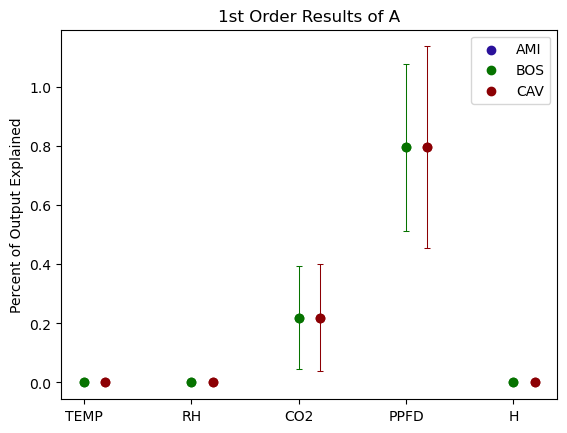 1st Order Results of A
AMI
BOS
CAV
Percent of Output Explained
1.0
0.8
0.6
0.4
0.2
0.0
TEMP
RH
CO2
PPFD
H